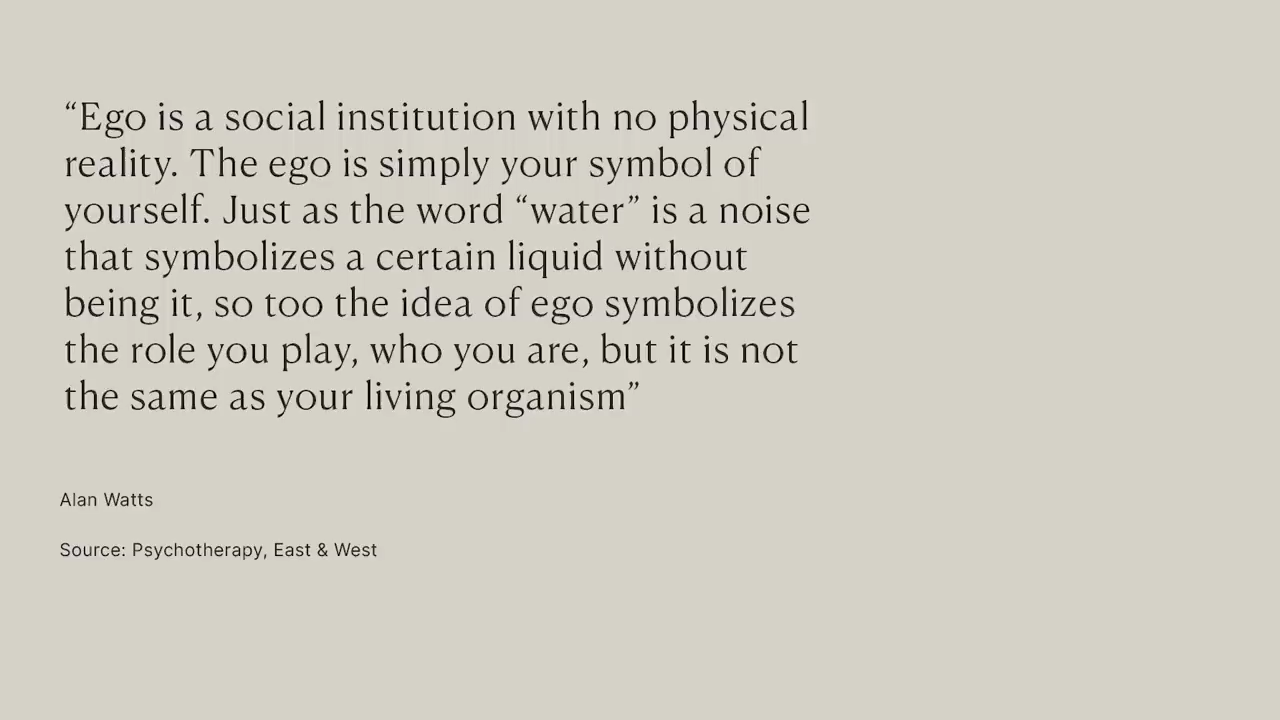 “Ego is a social institution with no physical
reality. The ego is simply your symbol of
yourself. Just as the word “water” is a noise
that symbolizes a certain liquid without
being it, so too the idea of ego symbolizes
the role you play, who you are, but it is not
the same as your living organism”
Alan Watts
Source: Psychotherapy, East & West